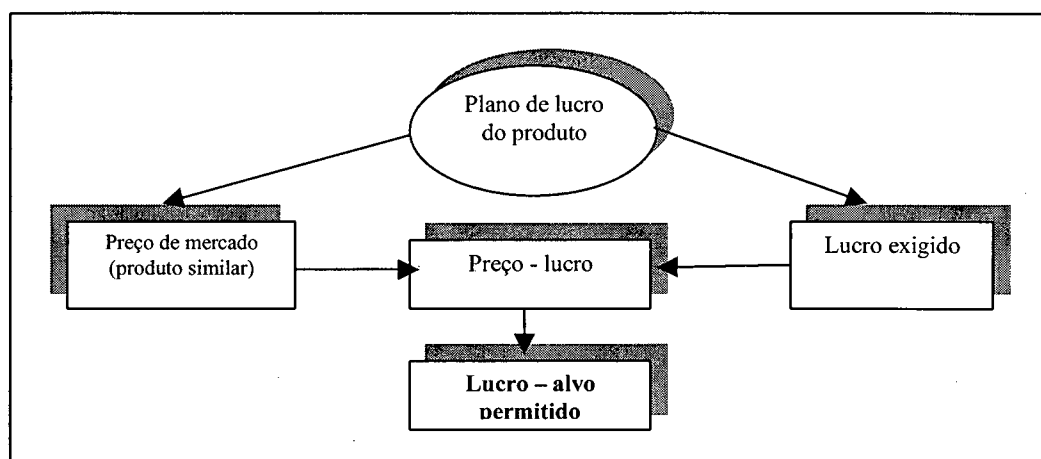 Plano de lucro
do produto
Preço de mercado
(produto similar)
Preço - lucro
Lucro exigido
Lucro – alvo
permitido